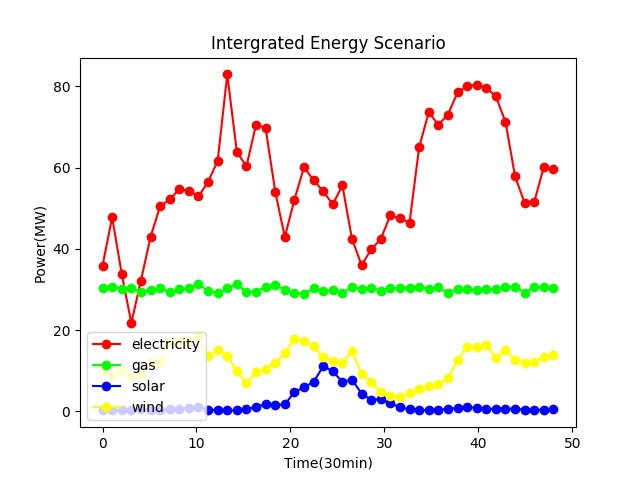 Intergrated Energy Scenario
Power(MW)
80
60
40
20
0
electricity
gas
solar
wind
0 10 20 30 40 50
Time(30min)